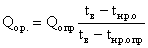 Qор. = Qопр (tв − tнр.о) / (tв − tнр.опр)